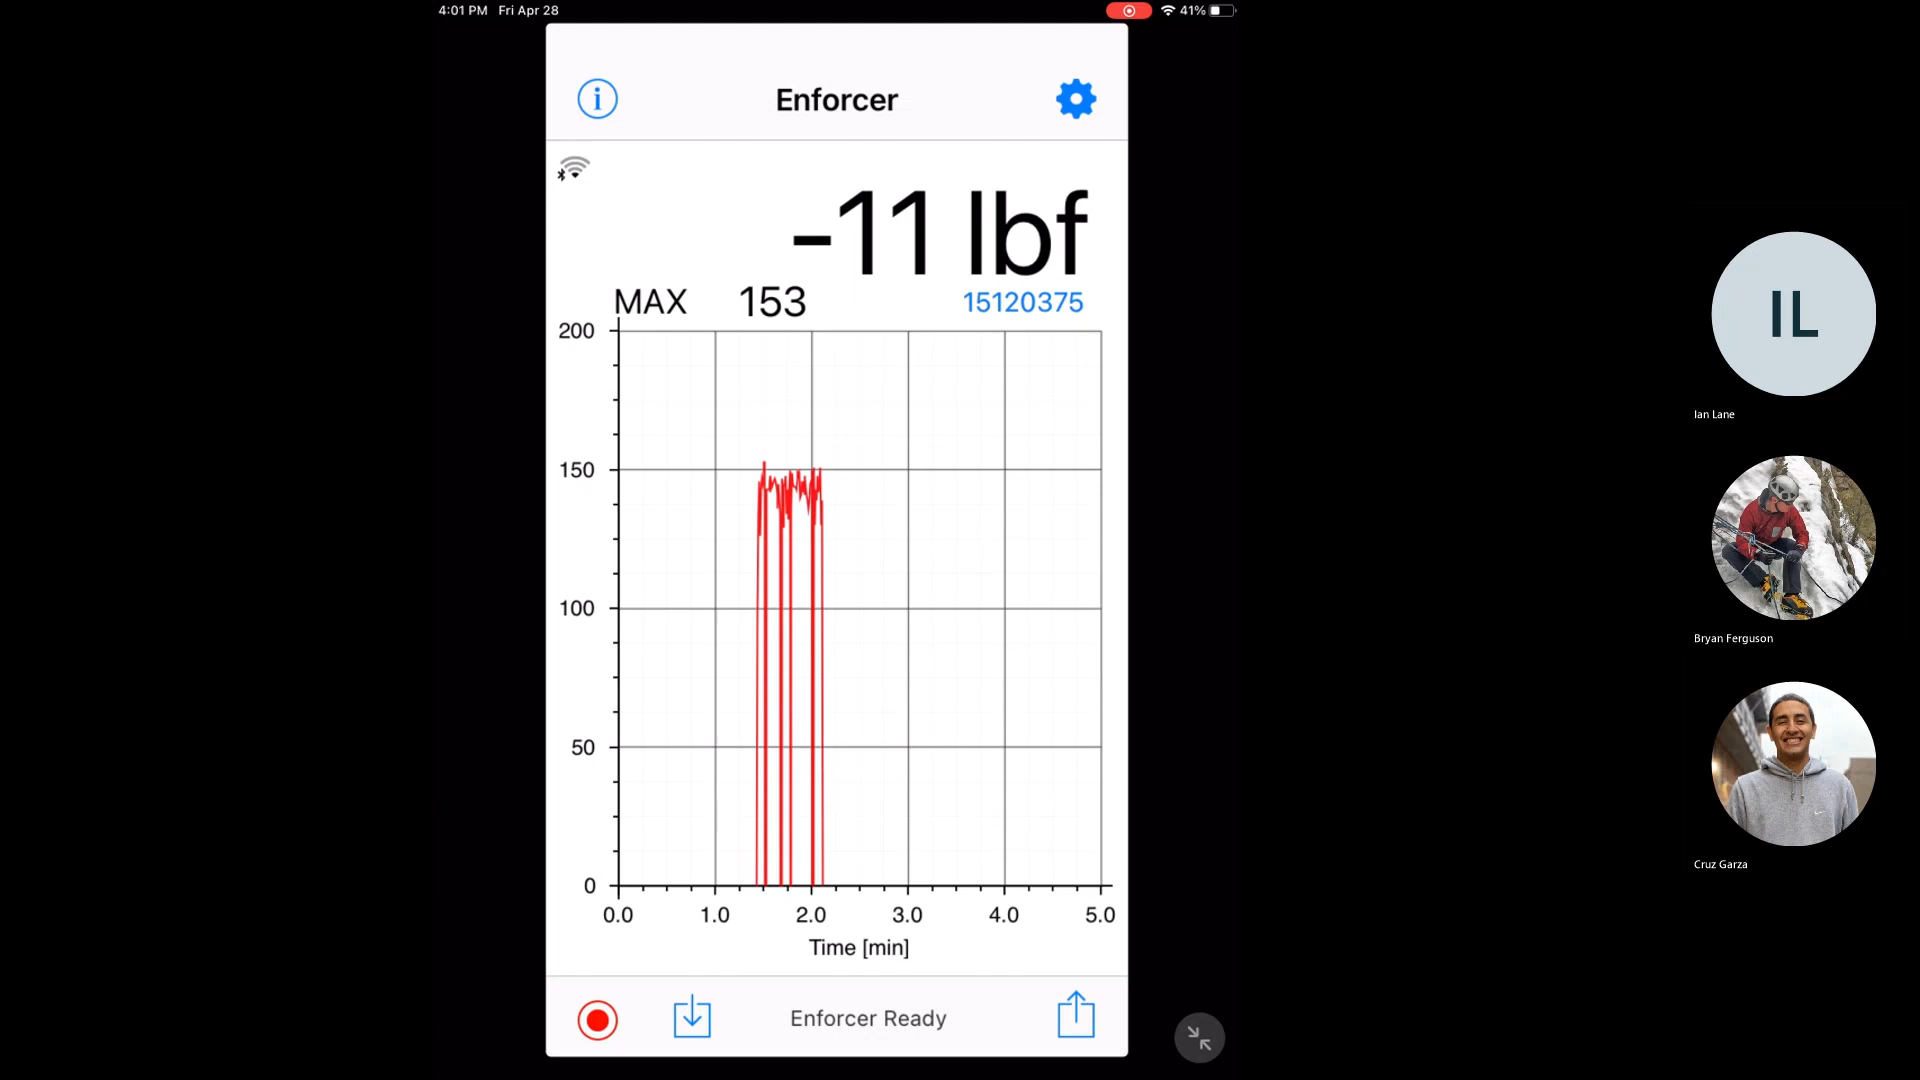 4:01 PM Fri Apr 28
41%
Enforcer
-11 lbf
MAX 153
15120375
200
150
100
50
0
0.0 1.0 2.0 3.0 4.0 5.0
Time [min]
Enforcer Ready
IL
Ian Lane
Bryan Ferguson
Cruz Garza